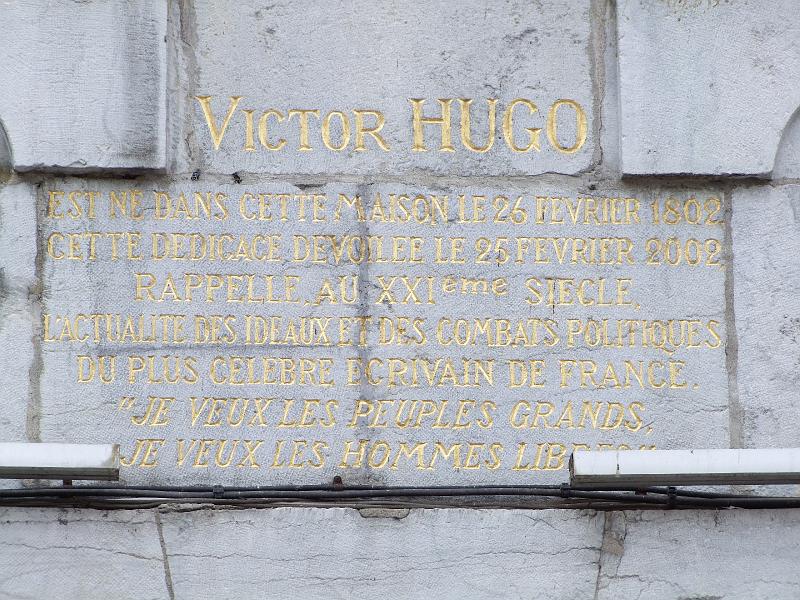 VICTOR HUGO
EST NE DANS CETTE MAISON LE 26 FEVRIER 1802.
CETTE DEDICACE DEVOILEE LE 25 FEVRIER 2002,
RAPPELLE, AU XXIeme SIECLE,
L'ACTUALITE DES IDEAUX ET DES COMBATS POLITIQUES
DU PLUS CELEBRE ECRIVAIN DE FRANCE.
"JE VEUX LES PEUPLES GRANDS,
JE VEUX LES HOMMES LIBRES"